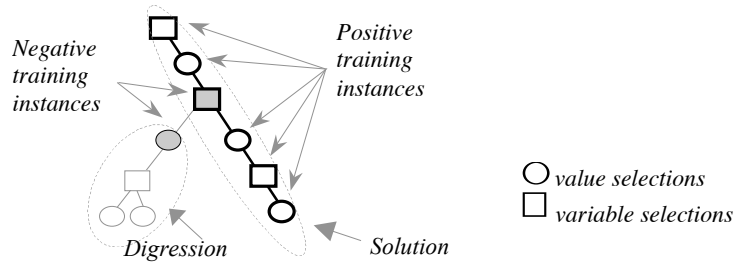 Negative
training
instances
Positive
training
instances
value selections
variable selections
Digression
Solution